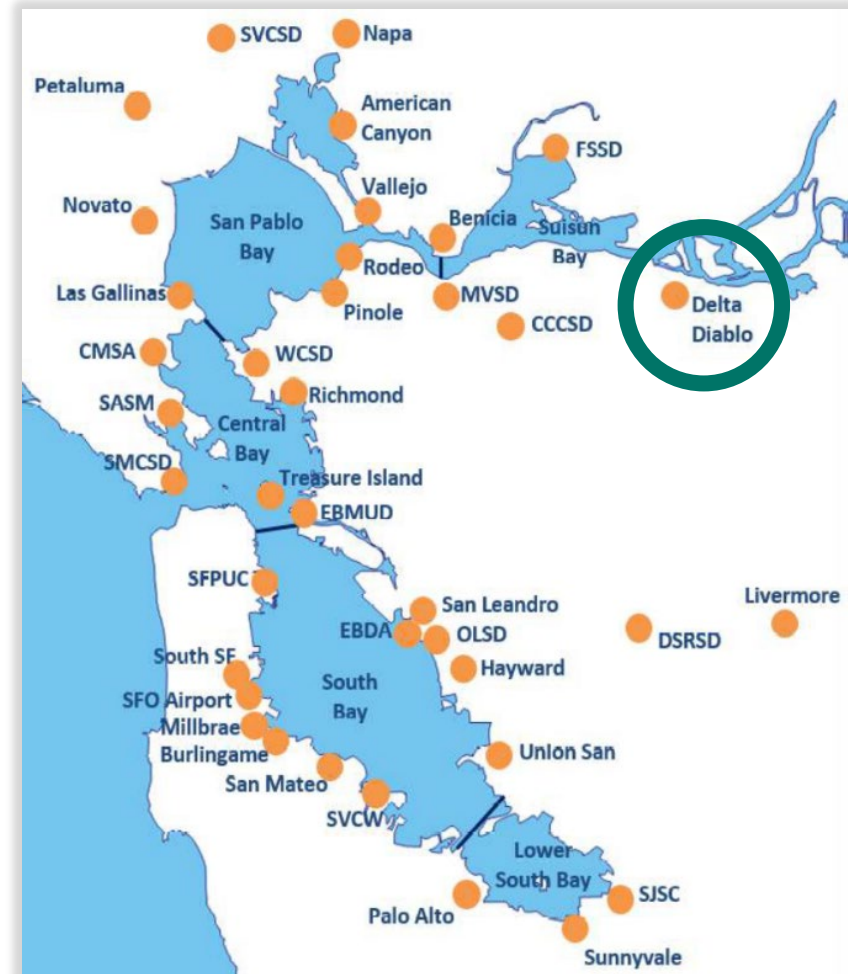 SVCSD
Napa
Petaluma
American
Canyon
FSSD
Vallejo
Novato
San Pablo
Bay
Benicia
Suisun
Bay
Rodeo
Las Gallinas
Pinole
MVSD
Delta
Diablo
CCCSD
CMSA
WCSD
Richmond
SASM
Central
Bay
SMCSD
Treasure Island
EBMUD
SFPUC
San Leandro
Livermore
EBDA
OLSD
DSRSD
South SF
Hayward
South
Bay
SFO Airport
Millbrae
Burlingame
Union San
San Mateo
SVCW
Lower
South Bay
Palo Alto
SJSC
Sunnyvale